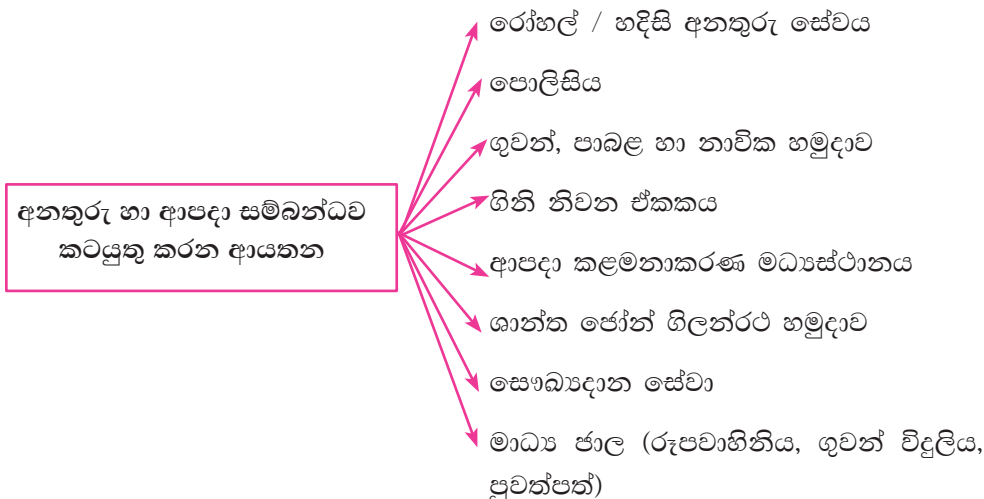 රෝහල් / හදිසි අනතුරු සේවය
පොලිසිය
ගුවන්, පාබළ හා නාවික හමුදාව
ගිනි නිවන ඒකකය
අනතුරු හා ආපදා සම්බන්ධව
කටයුතු කරන ආයතන
ආපදා කළමනාකරණ මධ්‍යස්ථානය
ශාන්ත ජෝන් ගිලන්රථ හමුදාව
සෞඛ්‍යදාන සේවා
මාධ්‍ය ජාල (රූපවාහිනිය, ගුවන් විදුලිය,
පුවත්පත්)